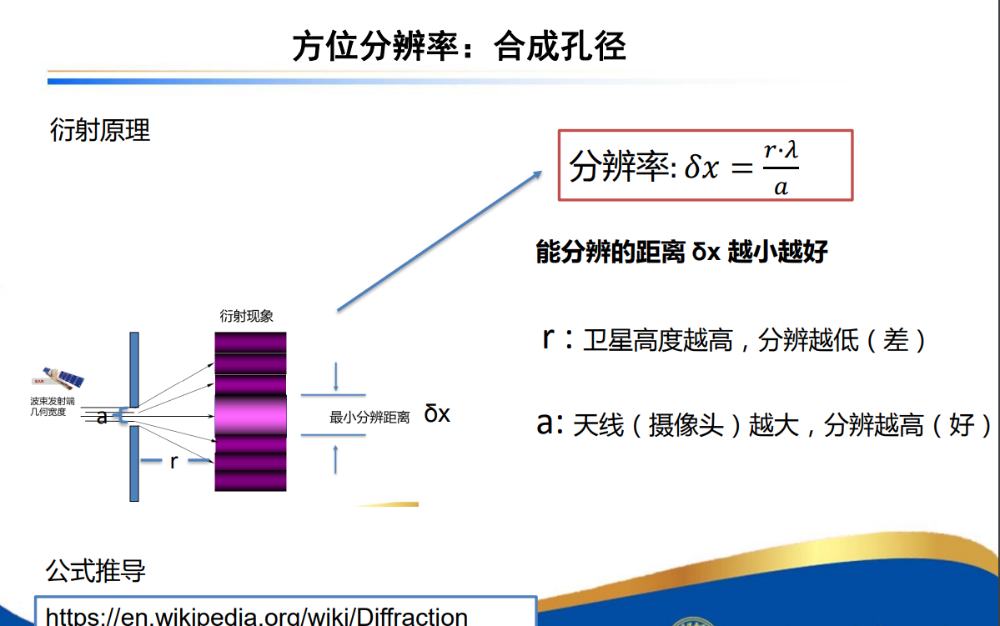 方位分辨率：合成孔径
衍射原理
分辨率: δx = r·λ / a
能分辨的距离 δx 越小越好
衍射现象
r：卫星高度越高，分辨越低（差）
SAR
波束发射端
几何宽度
a
最小分辨距离 δx
a: 天线（摄像头）越大，分辨越高（好）
r
公式推导
https://en.wikipedia.org/wiki/Diffraction